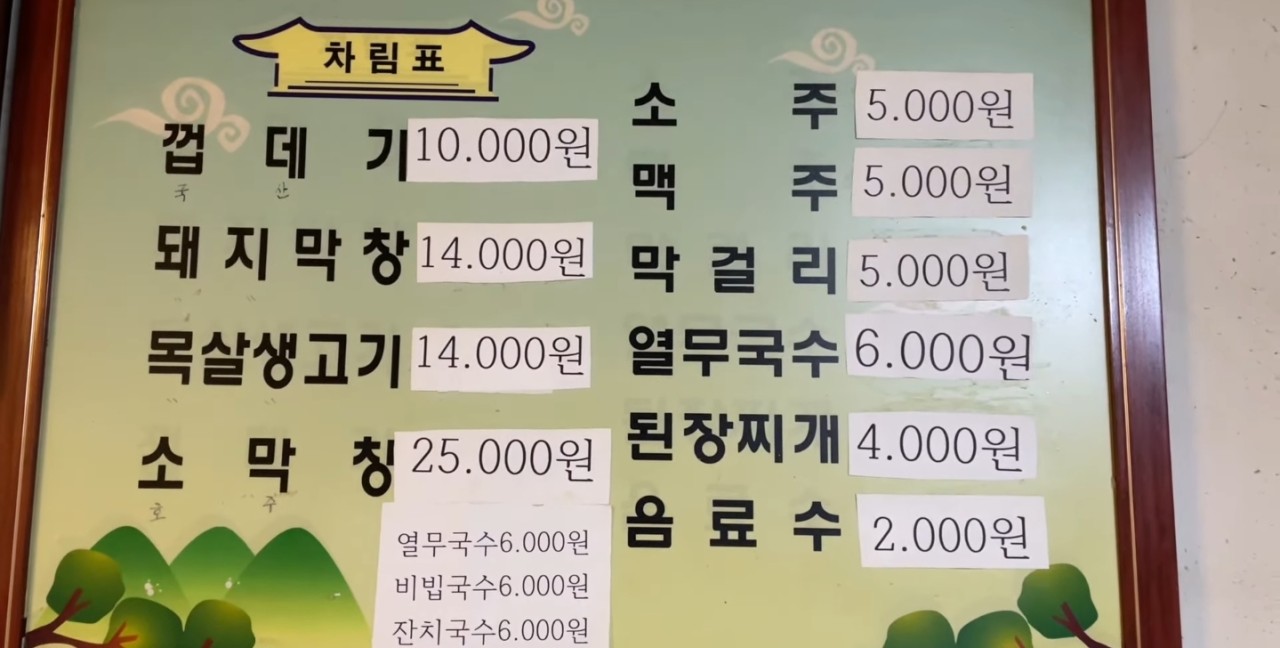 차림표
껍데기 10.000원
국산
돼지막창 14.000원
〃 〃
목살생고기 14.000원
〃 〃
소막창 25.000원
호주
열무국수6.000원
비빕국수6.000원
잔치국수6.000원
소주 5.000원
맥주 5.000원
막걸리 5.000원
열무국수 6.000원
된장찌개 4.000원
음료수 2.000원